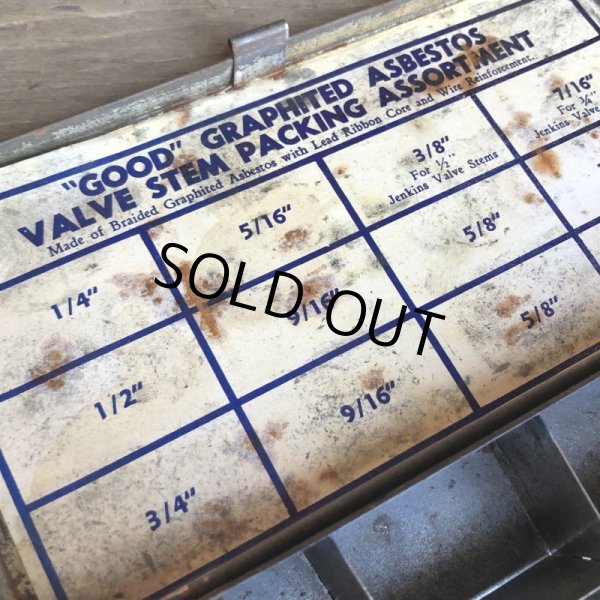 "GOOD" GRAPHITED ASBESTOS
VALVE STEM PACKING ASSORTMENT
Made of Braided Graphited Asbestos with Lead Ribbon Core and Wire Reinforcement.
1/4" 5/16" 3/8" 7/16"
For 1/2" For 3/4"
Jenkins Valve Stems Jenkins Valve
1/2" 9/16" 5/8"
3/4" 9/16" 5/8"
SOLD OUT